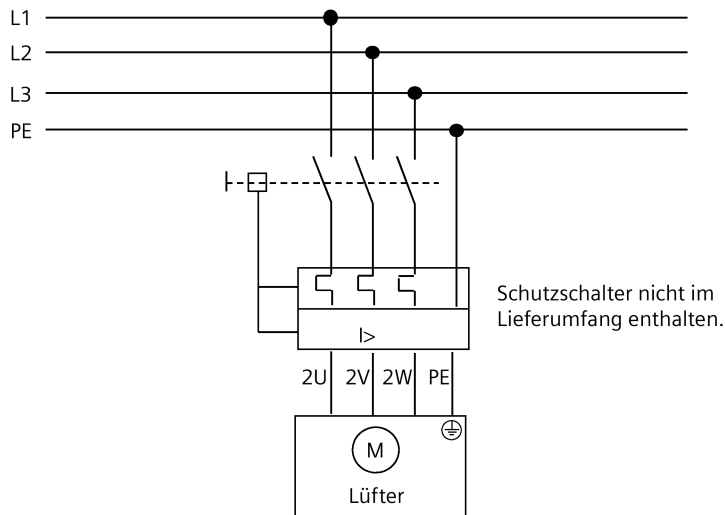 L1
L2
L3
PE
Schutzschalter nicht im
Lieferumfang enthalten.
I>
2U 2V 2W PE
M
Lüfter